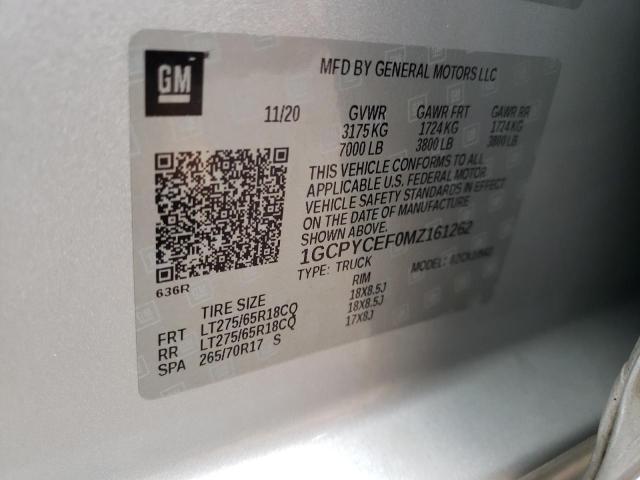 GM
MFD BY GENERAL MOTORS LLC
11/20 GVWR GAWR FRT GAWR RR
3175 KG 1724 KG 1724 KG
7000 LB 3800 LB 3800 LB
THIS VEHICLE CONFORMS TO ALL
APPLICABLE U.S. FEDERAL MOTOR
VEHICLE SAFETY STANDARDS IN EFFECT
ON THE DATE OF MANUFACTURE
SHOWN ABOVE.
1GCPYCEF0MZ161262
TYPE: TRUCK MODEL:
636R
TIRE SIZE RIM
FRT LT275/65R18CQ 18X8.5J
RR LT275/65R18CQ 18X8.5J
SPA 265/70R17 S 17X8J